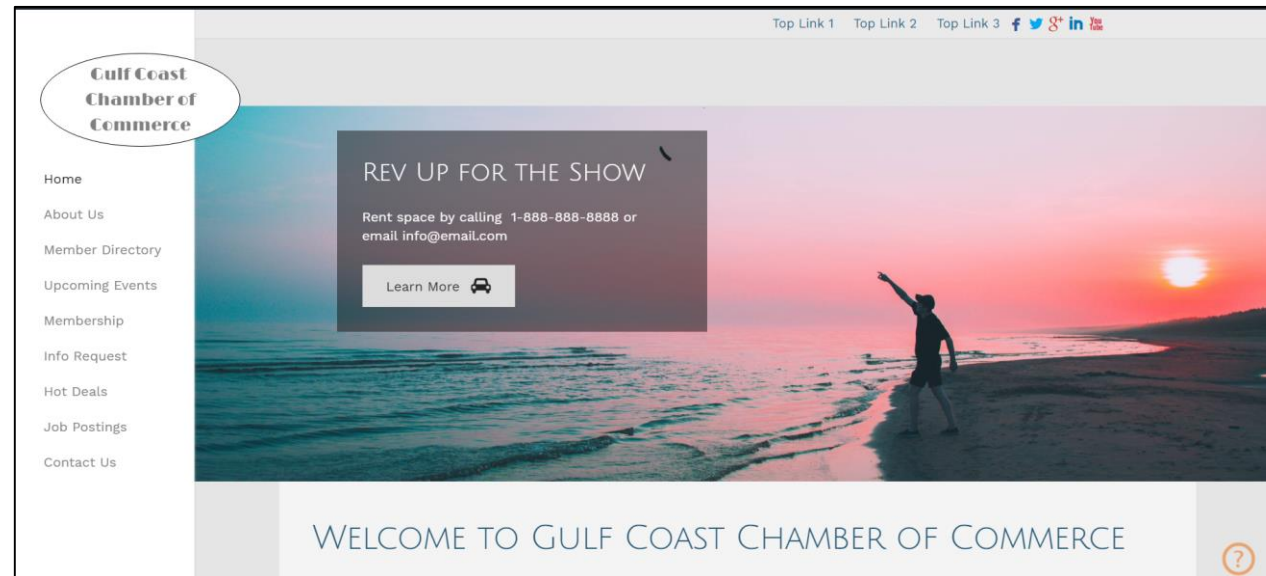 Top Link 1 Top Link 2 Top Link 3 f g+ in You Tube
Gulf Coast
Chamber of
Commerce
Home
About Us
Member Directory
Upcoming Events
Membership
Info Request
Hot Deals
Job Postings
Contact Us
Rev Up for the Show
Rent space by calling 1-888-888-8888 or
email info@email.com
Learn More
Welcome to Gulf Coast Chamber of Commerce
?